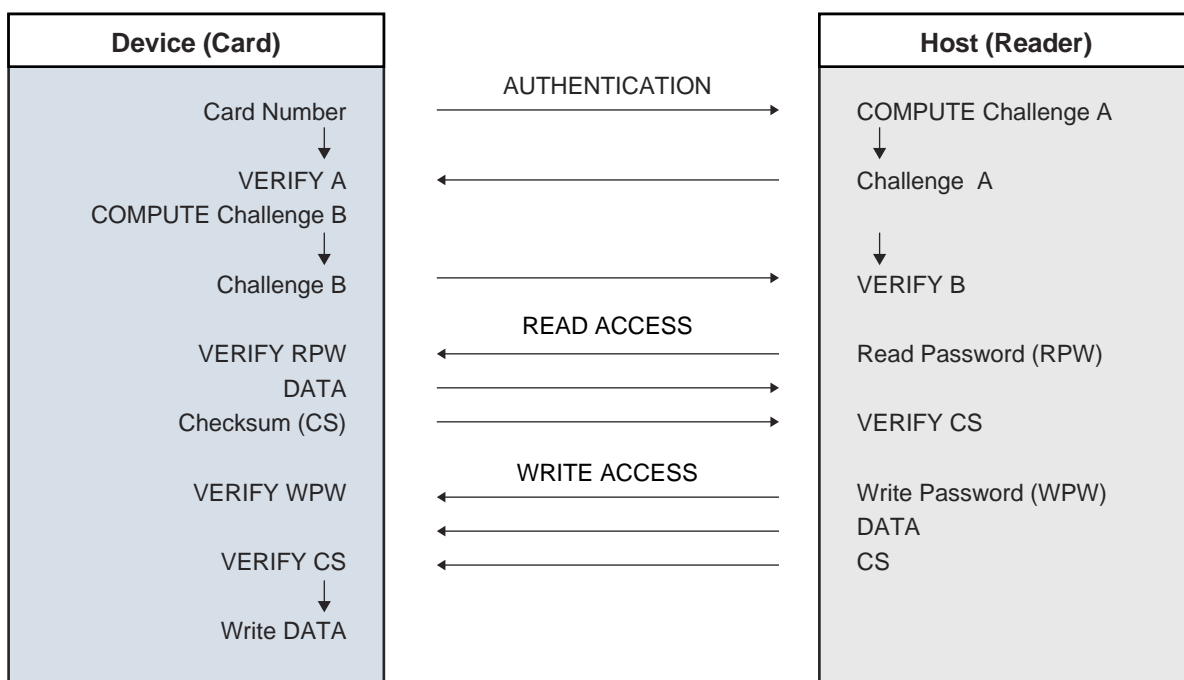 Device (Card)
Host (Reader)
AUTHENTICATION
Card Number
COMPUTE Challenge A
VERIFY A
Challenge A
COMPUTE Challenge B
Challenge B
VERIFY B
READ ACCESS
VERIFY RPW
Read Password (RPW)
DATA
Checksum (CS)
VERIFY CS
WRITE ACCESS
VERIFY WPW
Write Password (WPW)
DATA
VERIFY CS
CS
Write DATA